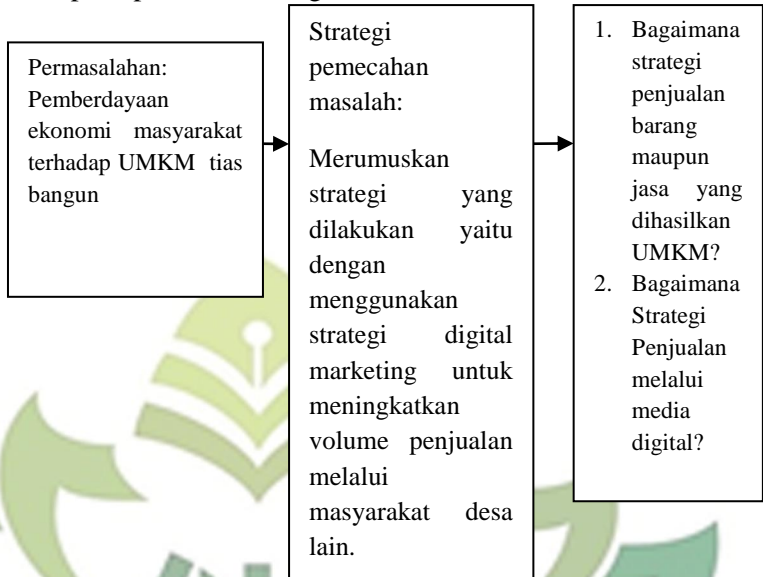 Permasalahan:
Pemberdayaan
ekonomi masyarakat
terhadap UMKM tias
bangun
Strategi
pemecahan
masalah:
Merumuskan
strategi yang
dilakukan yaitu
dengan
menggunakan
strategi digital
marketing untuk
meningkatkan
volume penjualan
melalui
masyarakat desa
lain.
1. Bagaimana
strategi
penjualan
barang
maupun
jasa yang
dihasilkan
UMKM?
2. Bagaimana
Strategi
Penjualan
melalui
media
digital?